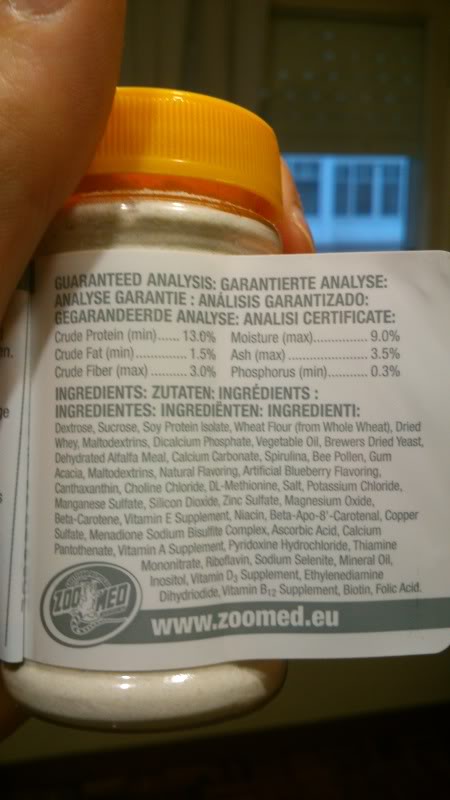 GUARANTEED ANALYSIS: GARANTIERTE ANALYSE:
ANALYSE GARANTIE : ANÁLISIS GARANTIZADO:
GEGARANDEERDE ANALYSE: ANALISI CERTIFICATE:
Crude Protein (min)..... 13.0% Moisture (max)................ 9.0%
Crude Fat (min)............. 1.5% Ash (max)....................... 3.5%
Crude Fiber (max) ........ 3.0% Phosphorus (min)............ 0.3%
INGREDIENTS: ZUTATEN: INGRÉDIENTS :
INGREDIENTES: INGREDIËNTEN: INGREDIENTI:
Dextrose, Sucrose, Soy Protein Isolate, Wheat Flour (from Whole Wheat), Dried
Whey, Maltodextrins, Dicalcium Phosphate, Vegetable Oil, Brewers Dried Yeast,
Dehydrated Alfalfa Meal, Calcium Carbonate, Spirulina, Bee Pollen, Gum
Acacia, Maltodextrins, Natural Flavoring, Artificial Blueberry Flavoring,
Canthaxanthin, Choline Chloride, DL-Methionine, Salt, Potassium Chloride,
Manganese Sulfate, Silicon Dioxide, Zinc Sulfate, Magnesium Oxide,
Beta-Carotene, Vitamin E Supplement, Niacin, Beta-Apo-8'-Carotenal, Copper
Sulfate, Menadione Sodium Bisulfite Complex, Ascorbic Acid, Calcium
Pantothenate, Vitamin A Supplement, Pyridoxine Hydrochloride, Thiamine
Mononitrate, Riboflavin, Sodium Selenite, Mineral Oil,
Inositol, Vitamin D3 Supplement, Ethylenediamine
Dihydriodide, Vitamin B12 Supplement, Biotin, Folic Acid.
ZOO MED
www.zoomed.eu